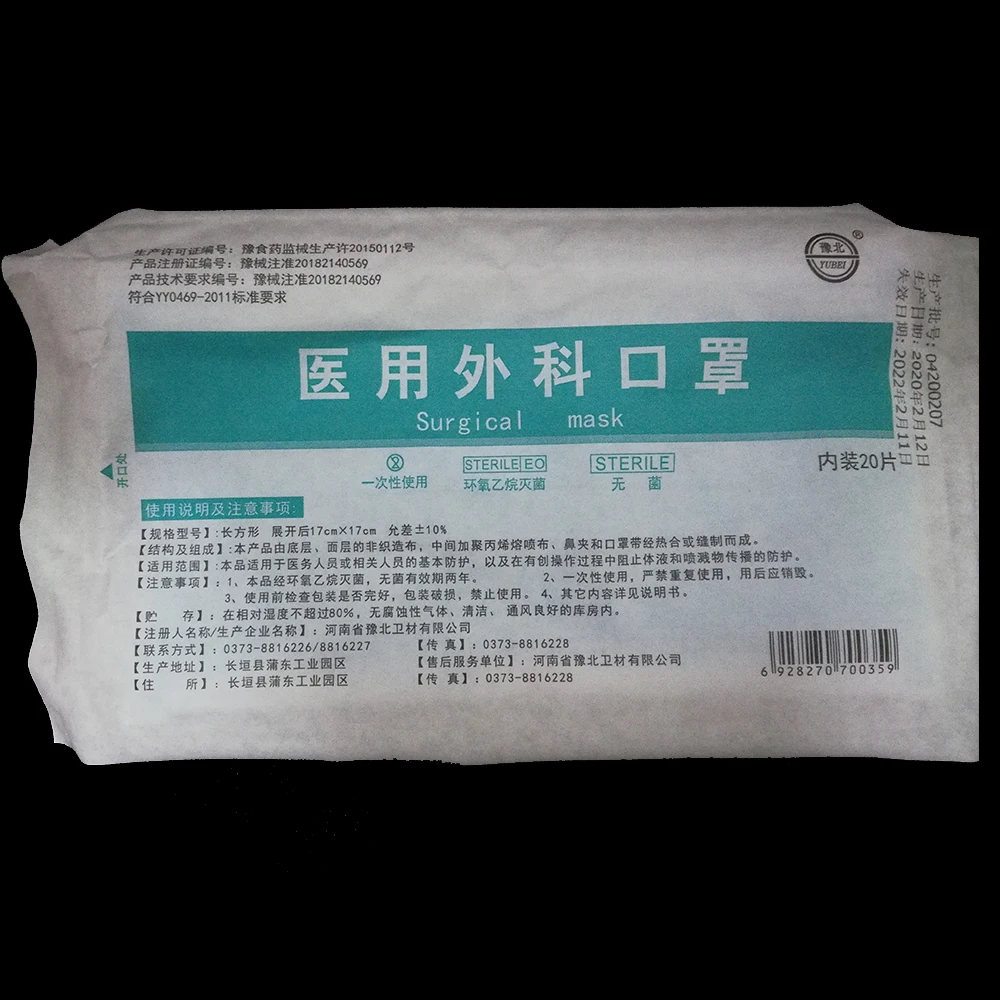 生产许可证编号：豫食药监械生产许20150112号
产品注册证编号：豫械注准20182140569
产品技术要求编号：豫械注准20182140569
符合YY0469-2011标准要求
豫北
YUBEI
®
生产批号：04200207
生产日期：2020年2月12日
失效日期：2022年2月11日
医用外科口罩
Surgical mask
开口处
2
一次性使用
STERILE EO
环氧乙烷灭菌
STERILE
无 菌
内装20片
使用说明及注意事项：
【规格型号】：长方形 展开后17cm×17cm 允差±10%
【结构及组成】：本产品由底层、面层的非织造布，中间加聚丙烯熔喷布、鼻夹和口罩带经热合或缝制而成。
【适用范围】：本品适用于医务人员或相关人员的基本防护，以及在有创操作过程中阻止体液和喷溅物传播的防护。
【注意事项】：1、本品经环氧乙烷灭菌，无菌有效期两年。 2、一次性使用，严禁重复使用，用后应销毁。
3、使用前检查包装是否完好，包装破损，禁止使用。 4、其它内容详见说明书。
【贮 存】：在相对湿度不超过80%，无腐蚀性气体、清洁、通风良好的库房内。
【注册人名称/生产企业名称】：河南省豫北卫材有限公司
【联系方式】：0373-8816226/8816227 【传 真】：0373-8816228
【生产地址】：长垣县蒲东工业园区 【售后服务单位】：河南省豫北卫材有限公司
【住 所】：长垣县蒲东工业园区 【传 真】：0373-8816228
6 928270 700359